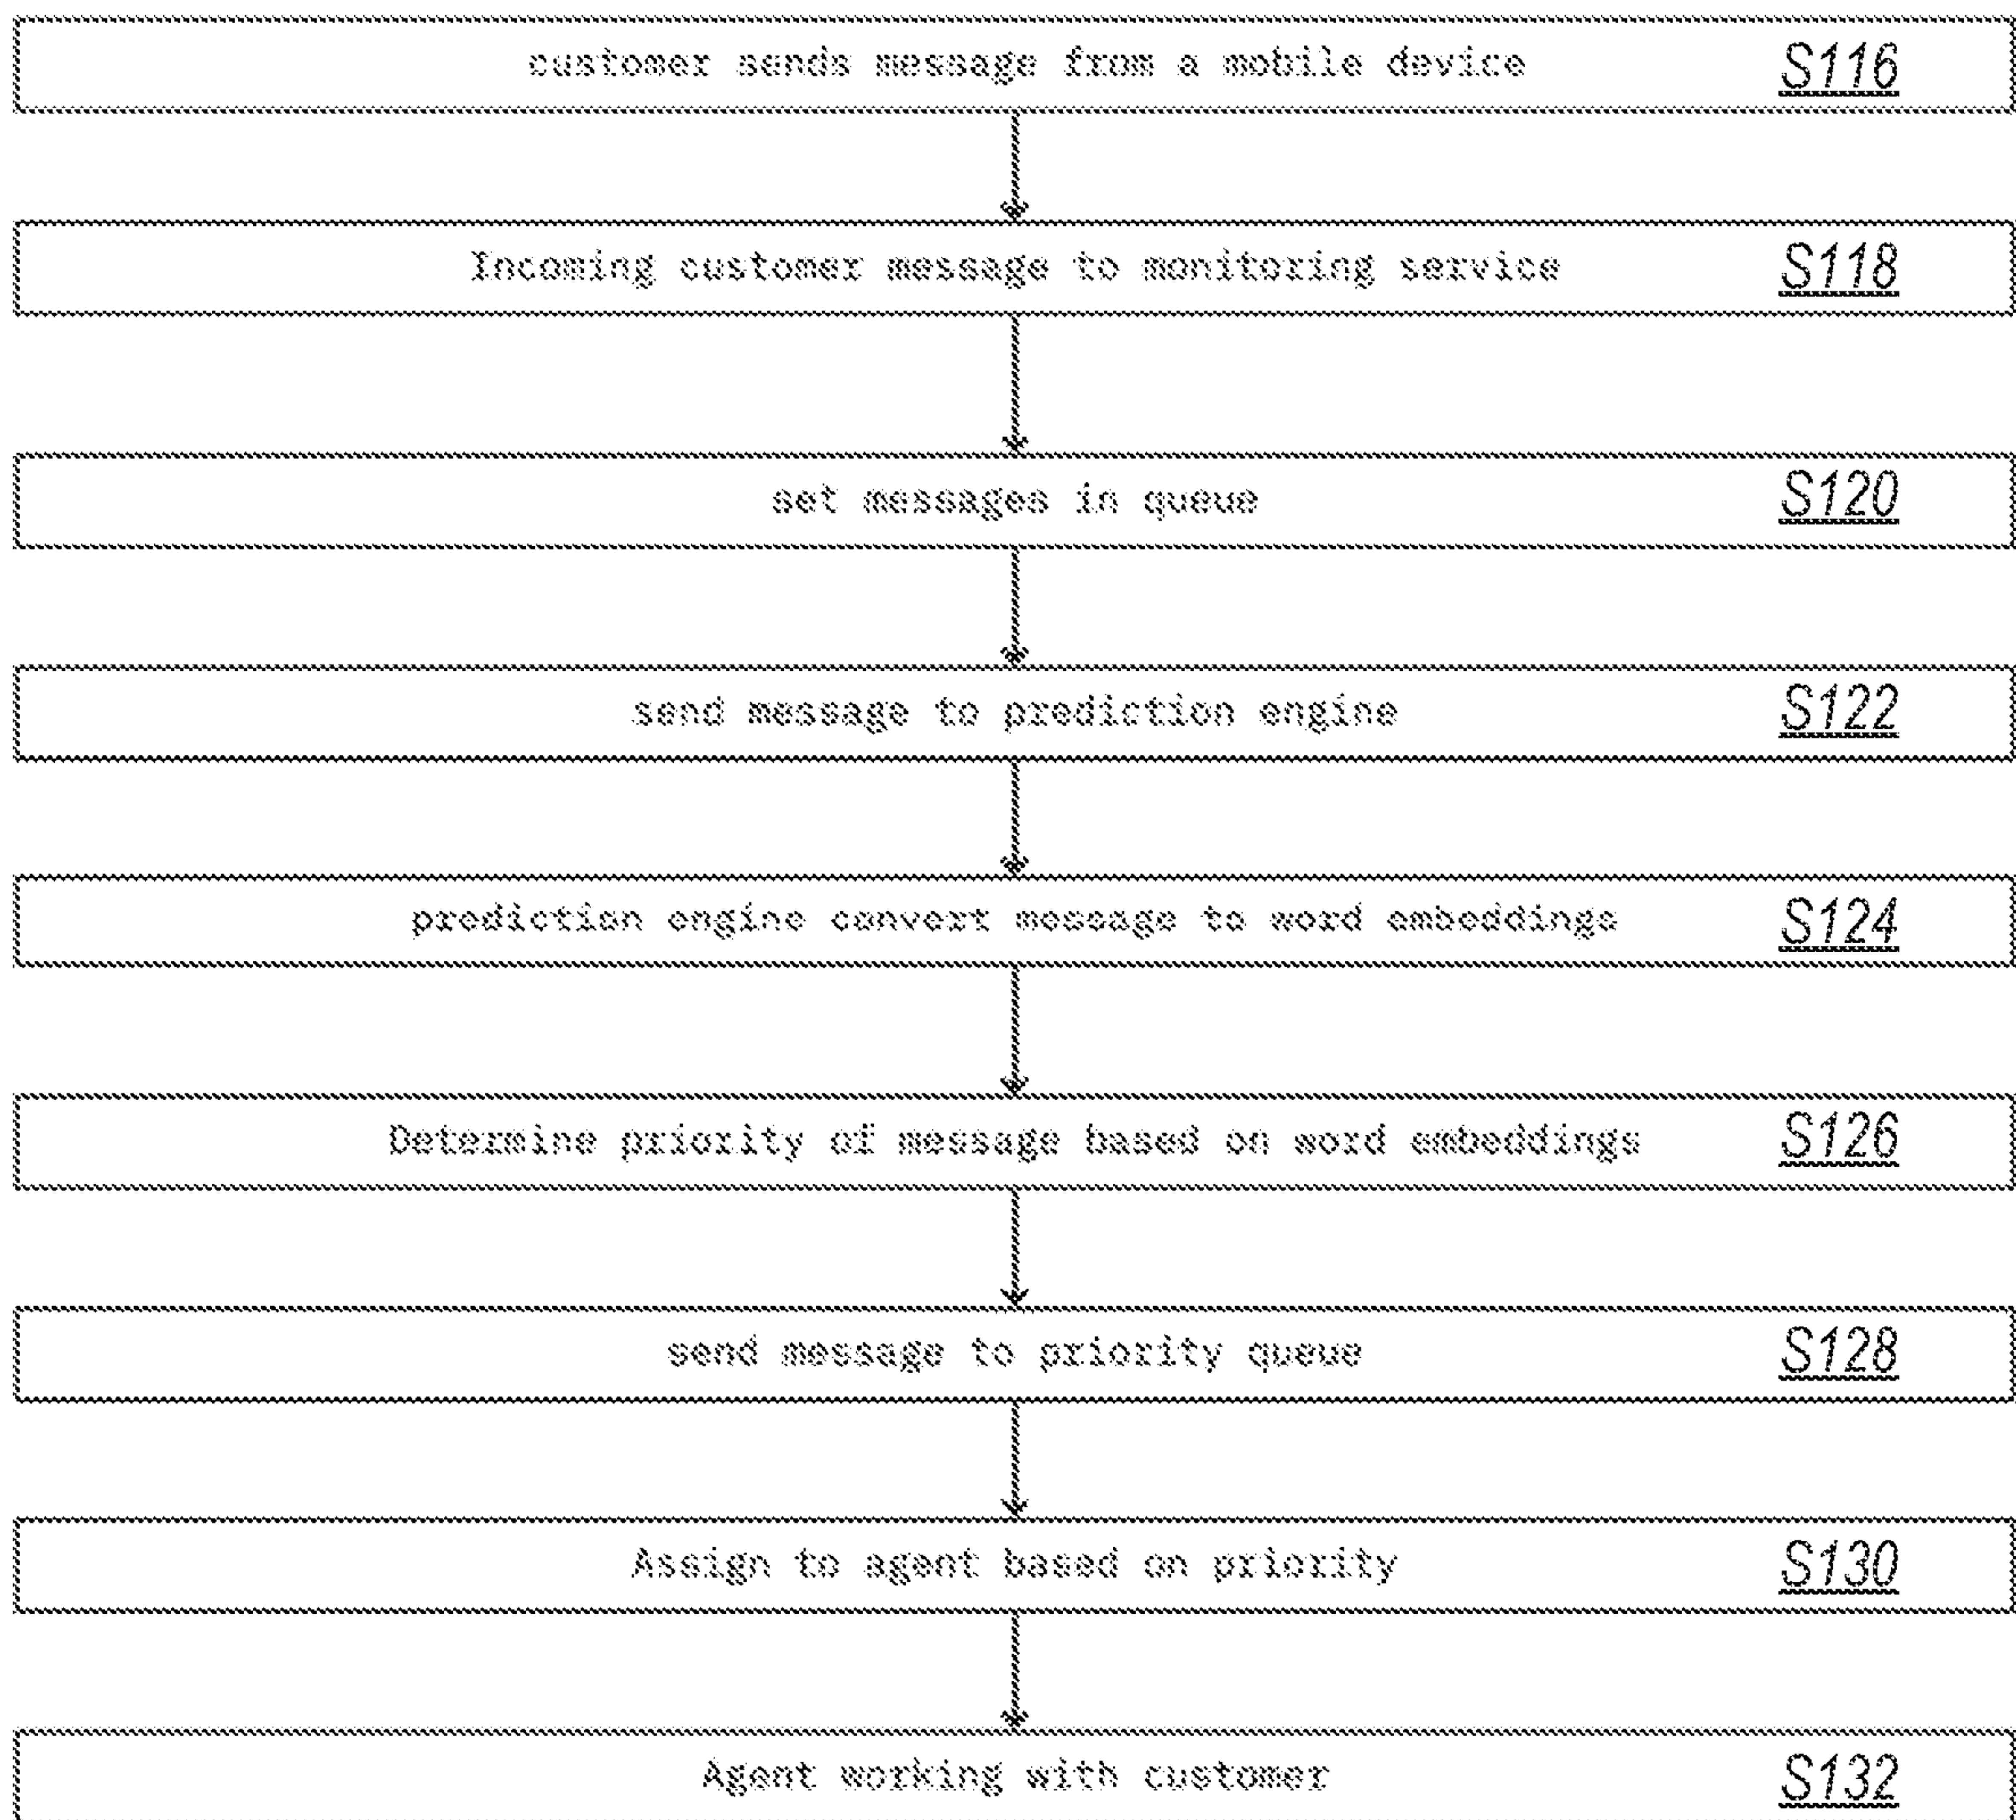 customer sends message from a mobile device S116
Incoming customer message to monitoring service S118
set messages in queue S120
send message to prediction engine S122
prediction engine convert message to word embeddings S124
Determine priority of message based on word embeddings S126
send message to priority queue S128
Assign to agent based on priority S130
Agent working with customer S132